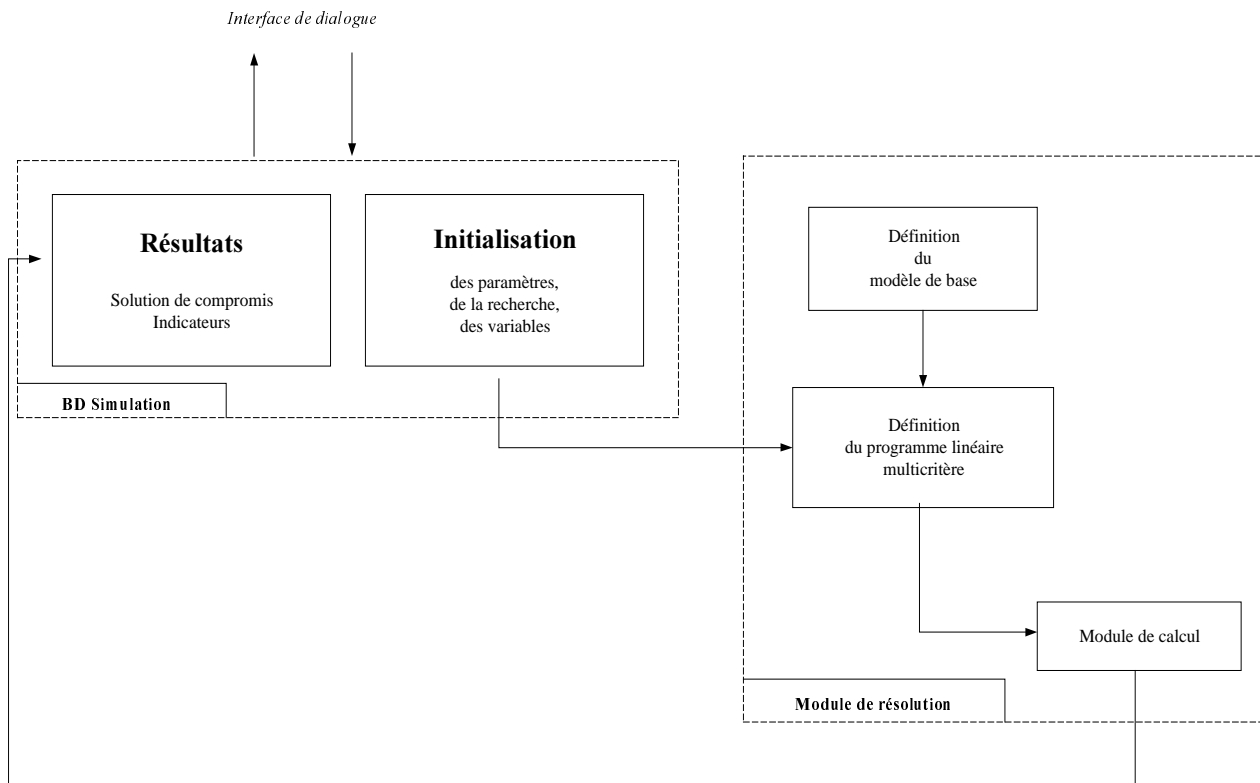 Interface de dialogue
Résultats
Solution de compromis
Indicateurs
Initialisation
des paramètres,
de la recherche,
des variables
BD Simulation
Définition
du
modèle de base
Définition
du programme linéaire
multicritère
Module de calcul
Module de résolution